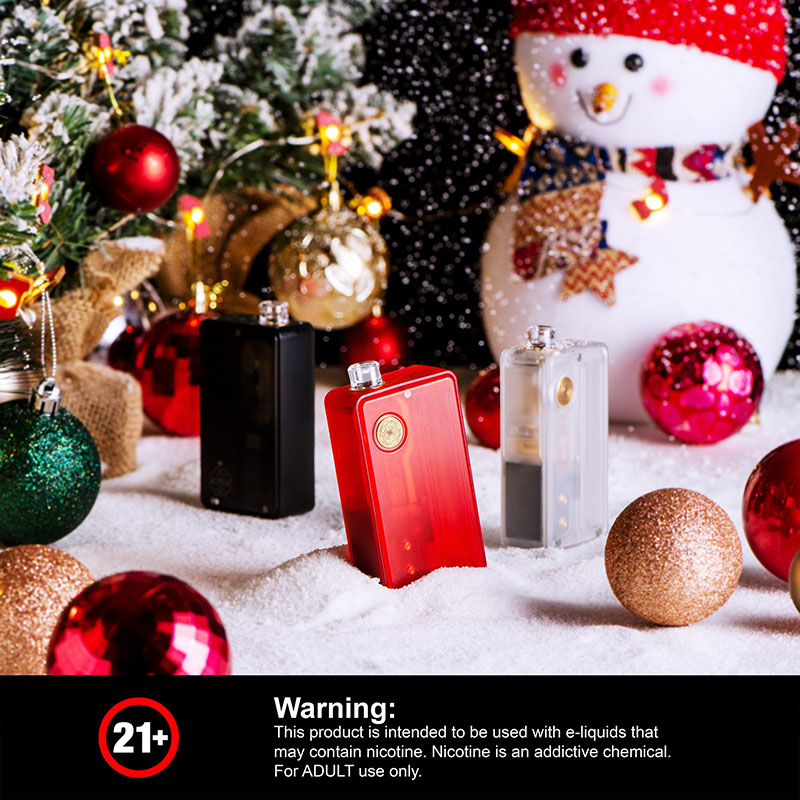 21+
Warning:
This product is intended to be used with e-liquids that
may contain nicotine. Nicotine is an addictive chemical.
For ADULT use only.